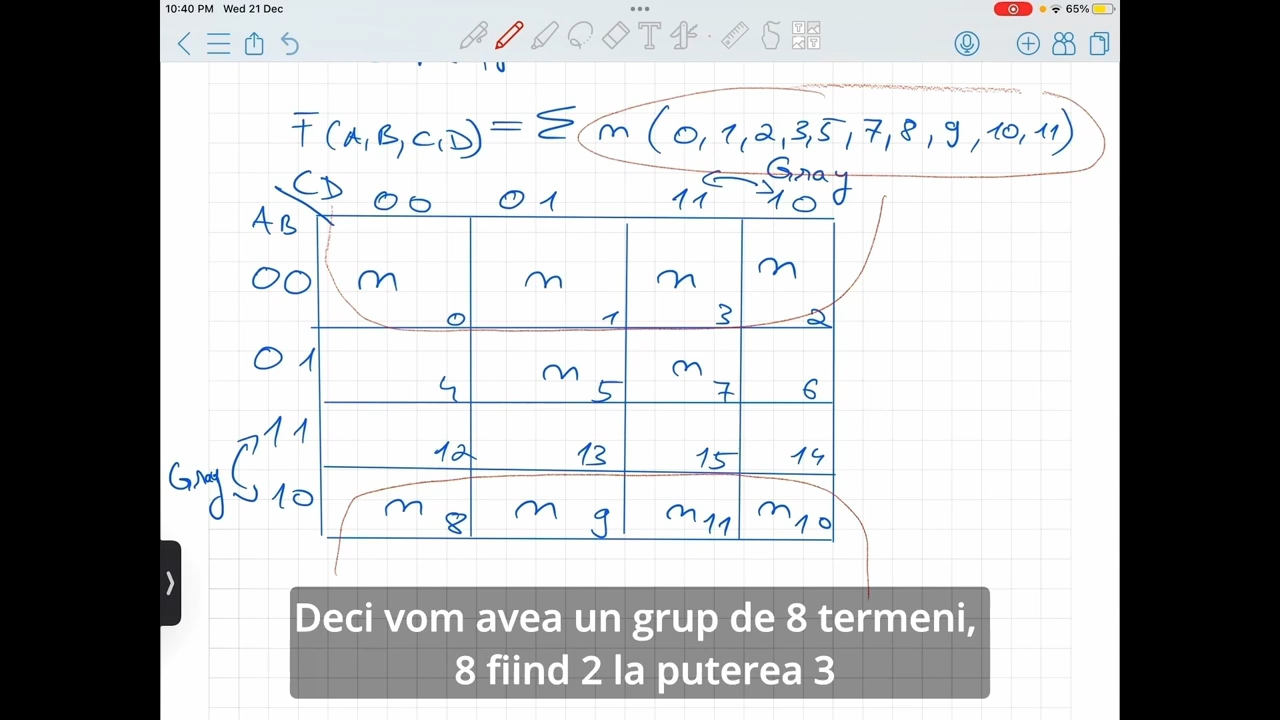 10:40 PM Wed 21 Dec
65%
F̅(A,B,C,D) = Σ m (0, 1, 2, 3, 5, 7, 8, 9, 10, 11)
Gray
CD 00 01 11 10
AB
00 m 0 m 1 m 3 m 2
01 4 m 5 m 7 6
11 12 13 15 14
Gray
10 m 8 m 9 m 11 m 10
Deci vom avea un grup de 8 termeni,
8 fiind 2 la puterea 3